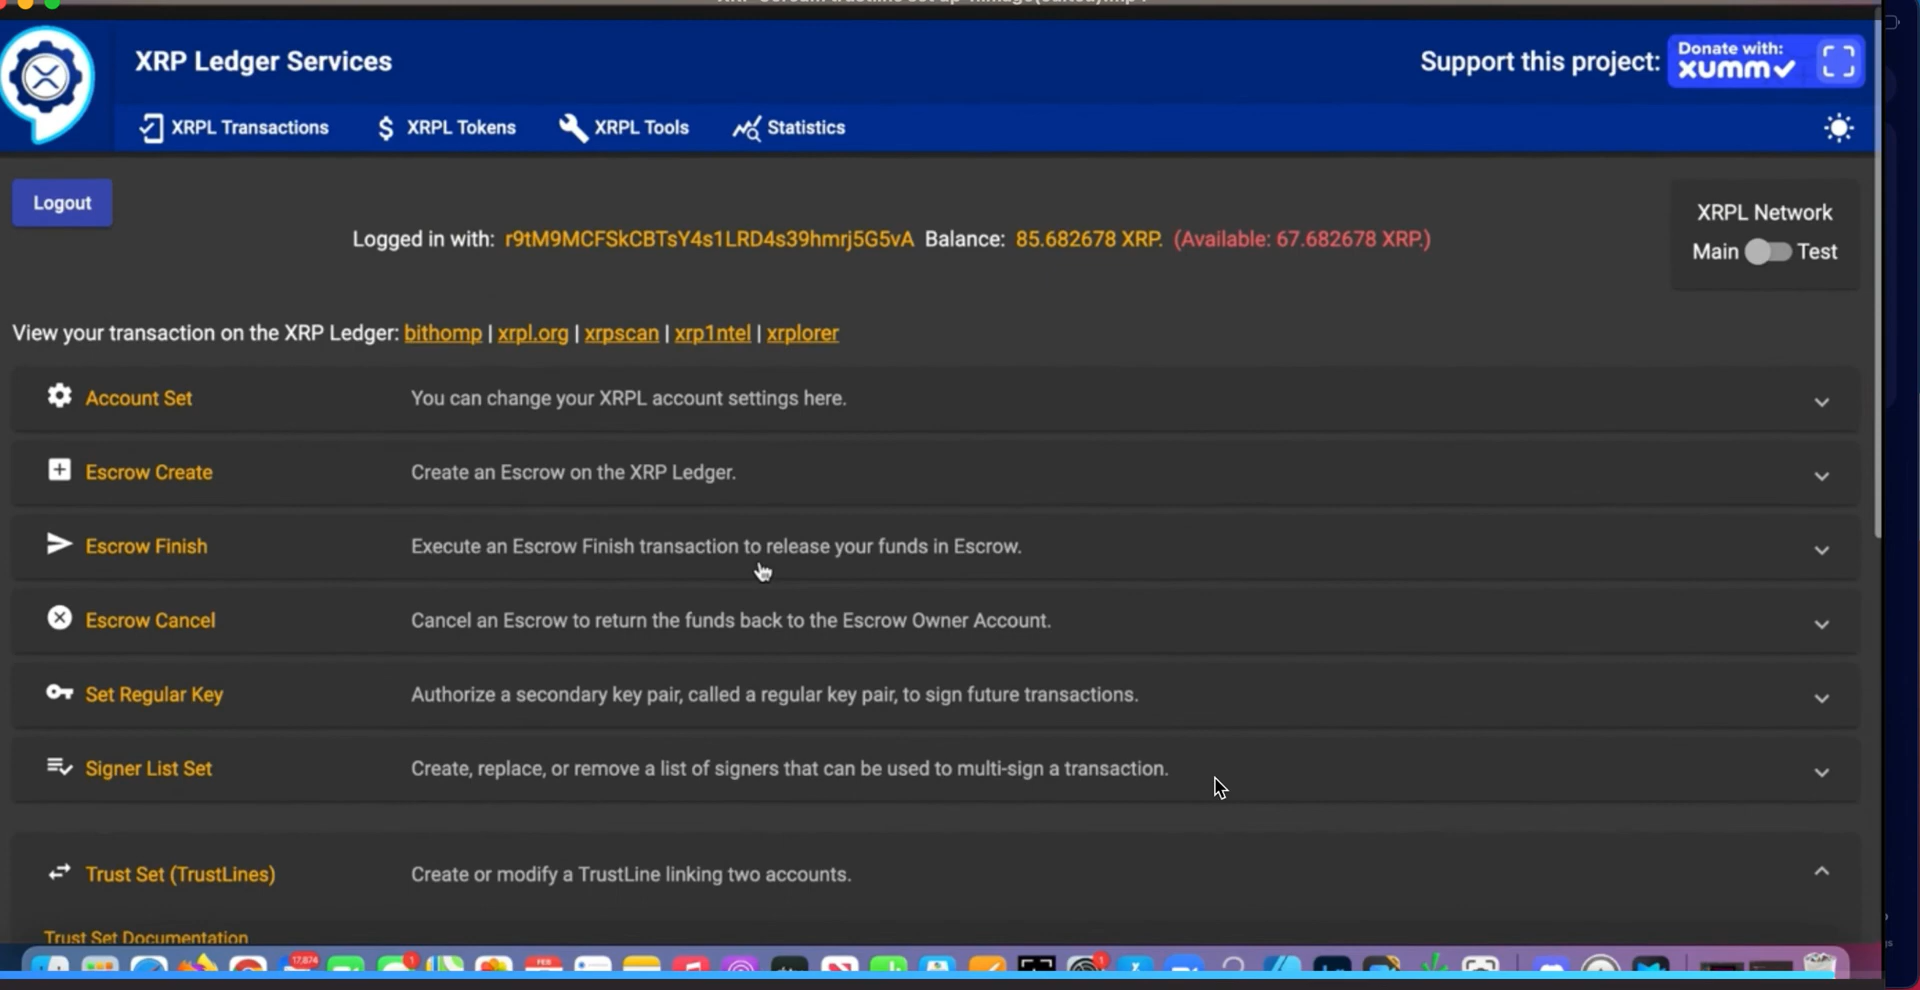 XRP Ledger Services
Support this project:
Donate with:
xumm
XRPL Transactions
$ XRPL Tokens
XRPL Tools
Statistics
Logout
Logged in with: r9tM9MCFSkCBTsY4s1LRD4s39hmrj5G5vA Balance: 85.682678 XRP. (Available: 67.682678 XRP.)
XRPL Network
Main Test
View your transaction on the XRP Ledger: bithomp | xrpl.org | xrpscan | xrp1ntel | xrplorer
Account Set You can change your XRPL account settings here.
Escrow Create Create an Escrow on the XRP Ledger.
Escrow Finish Execute an Escrow Finish transaction to release your funds in Escrow.
Escrow Cancel Cancel an Escrow to return the funds back to the Escrow Owner Account.
Set Regular Key Authorize a secondary key pair, called a regular key pair, to sign future transactions.
Signer List Set Create, replace, or remove a list of signers that can be used to multi-sign a transaction.
Trust Set (TrustLines) Create or modify a TrustLine linking two accounts.
Trust Set Documentation
17,874
FEB
1
1